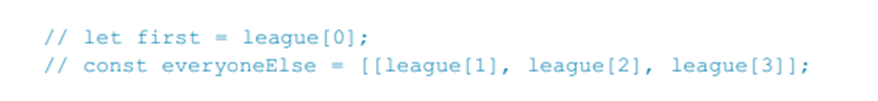 // let first = league[0];
// const everyoneElse = [[league[1], league[2], league[3]];